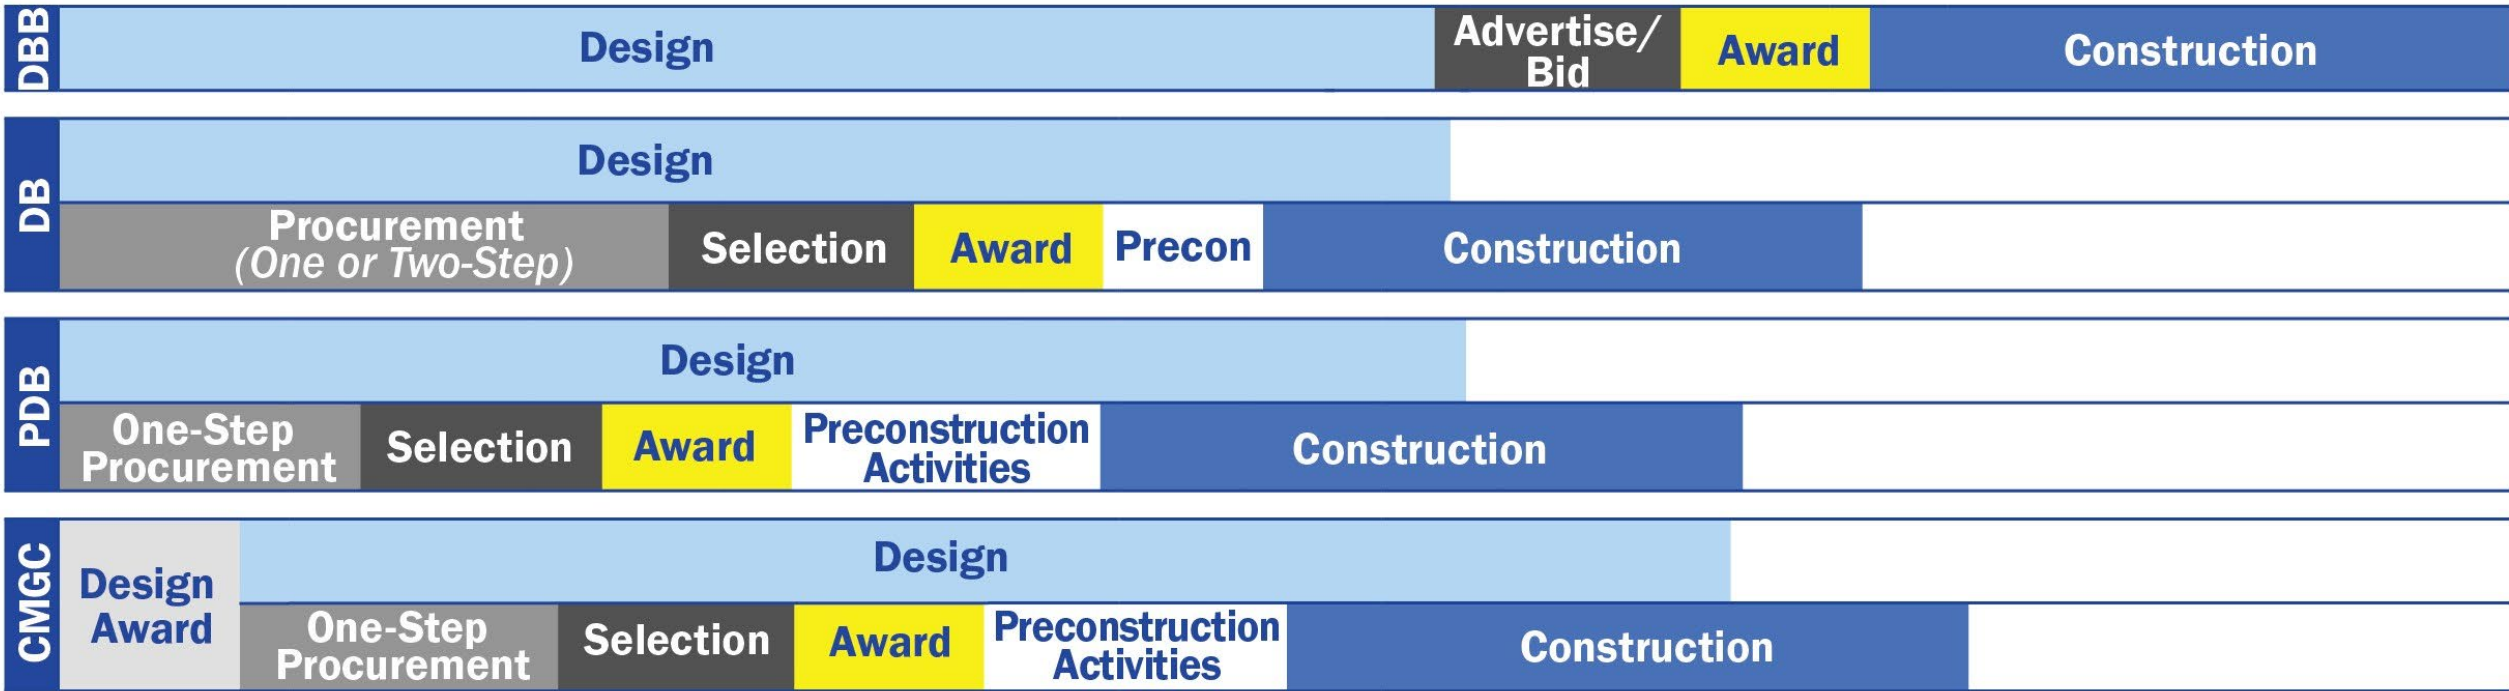 DBB
Design
Advertise/
Bid
Award
Construction
DB
Design
Procurement
(One or Two-Step)
Selection
Award
Precon
Construction
PDB
Design
One-Step
Procurement
Selection
Award
Preconstruction
Activities
Construction
CMGC
Design
Award
Design
One-Step
Procurement
Selection
Award
Preconstruction
Activities
Construction